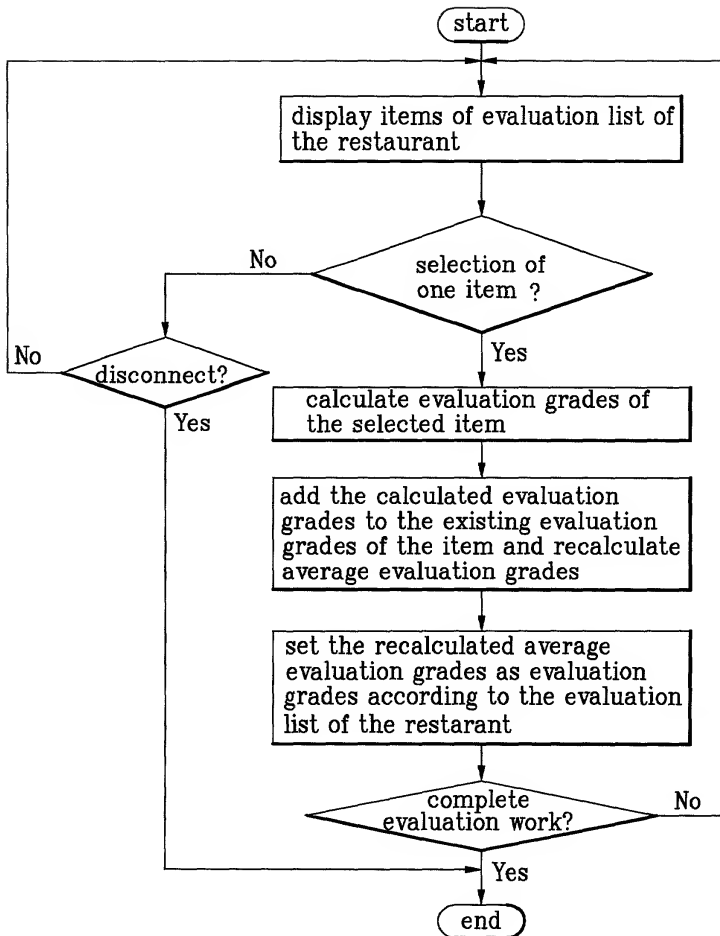 start
display items of evaluation list of
the restaurant
No
selection of
one item ?
No
disconnect?
Yes
Yes
calculate evaluation grades of
the selected item
add the calculated evaluation
grades to the existing evaluation
grades of the item and recalculate
average evaluation grades
set the recalculated average
evaluation grades as evaluation
grades according to the evaluation
list of the restarant
complete
evaluation work?
No
Yes
end